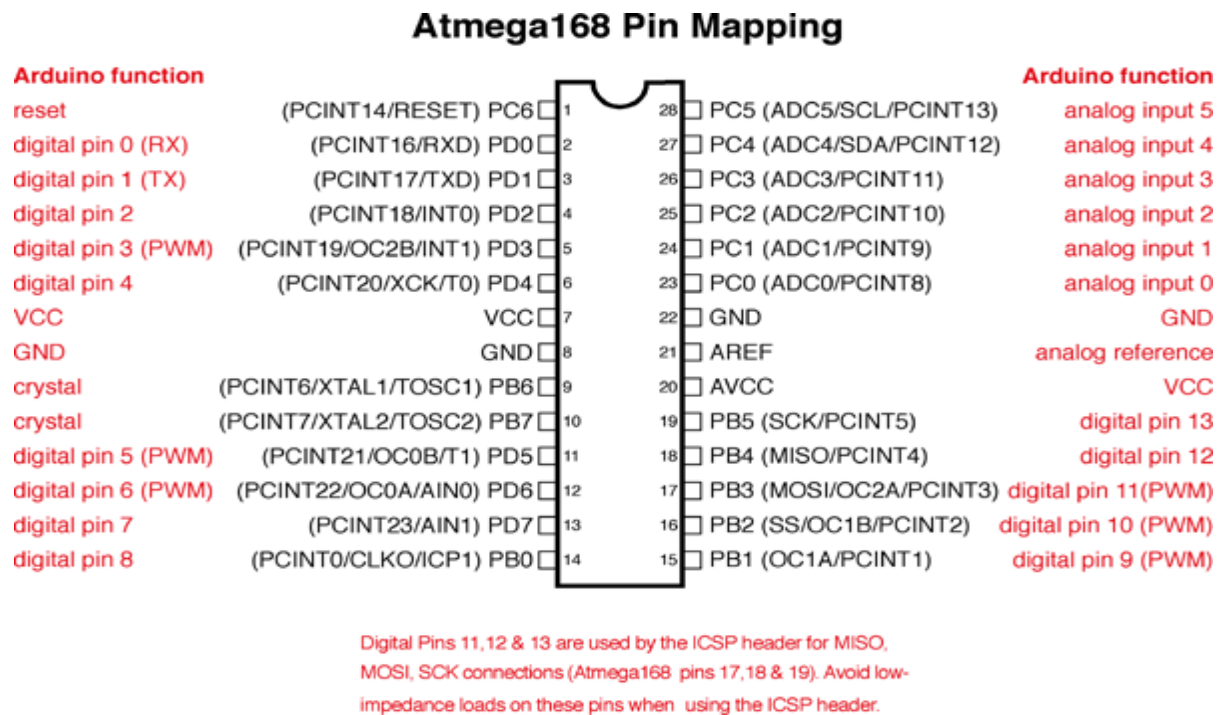 Atmega168 Pin Mapping
Arduino function Arduino function
reset (PCINT14/RESET) PC6 1 28 PC5 (ADC5/SCL/PCINT13) analog input 5
digital pin 0 (RX) (PCINT16/RXD) PD0 2 27 PC4 (ADC4/SDA/PCINT12) analog input 4
digital pin 1 (TX) (PCINT17/TXD) PD1 3 26 PC3 (ADC3/PCINT11) analog input 3
digital pin 2 (PCINT18/INT0) PD2 4 25 PC2 (ADC2/PCINT10) analog input 2
digital pin 3 (PWM) (PCINT19/OC2B/INT1) PD3 5 24 PC1 (ADC1/PCINT9) analog input 1
digital pin 4 (PCINT20/XCK/T0) PD4 6 23 PC0 (ADC0/PCINT8) analog input 0
VCC VCC 7 22 GND GND
GND GND 8 21 AREF analog reference
crystal (PCINT6/XTAL1/TOSC1) PB6 9 20 AVCC VCC
crystal (PCINT7/XTAL2/TOSC2) PB7 10 19 PB5 (SCK/PCINT5) digital pin 13
digital pin 5 (PWM) (PCINT21/OC0B/T1) PD5 11 18 PB4 (MISO/PCINT4) digital pin 12
digital pin 6 (PWM) (PCINT22/OC0A/AIN0) PD6 12 17 PB3 (MOSI/OC2A/PCINT3) digital pin 11(PWM)
digital pin 7 (PCINT23/AIN1) PD7 13 16 PB2 (SS/OC1B/PCINT2) digital pin 10 (PWM)
digital pin 8 (PCINT0/CLKO/ICP1) PB0 14 15 PB1 (OC1A/PCINT1) digital pin 9 (PWM)
Digital Pins 11,12 & 13 are used by the ICSP header for MISO,
MOSI, SCK connections (Atmega168 pins 17,18 & 19). Avoid low-
impedance loads on these pins when using the ICSP header.